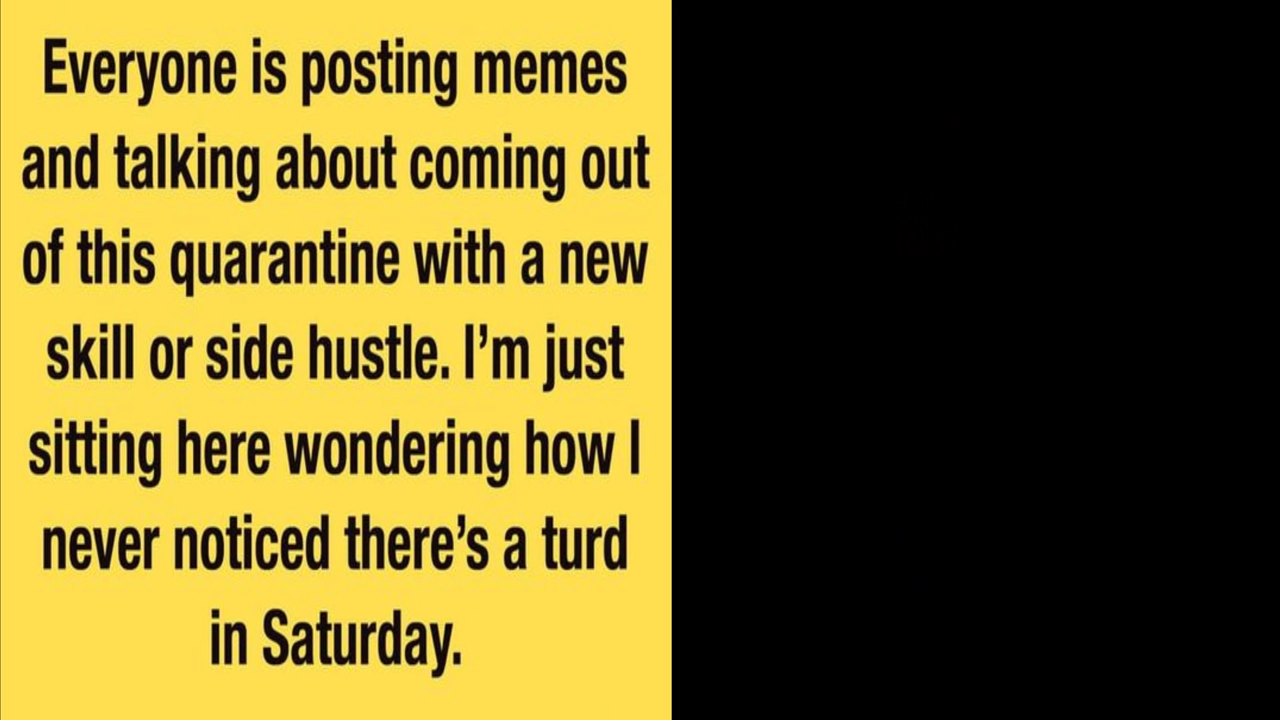 Everyone is posting memes
and talking about coming out
of this quarantine with a new
skill or side hustle. I’m just
sitting here wondering how I
never noticed there’s a turd
in Saturday.